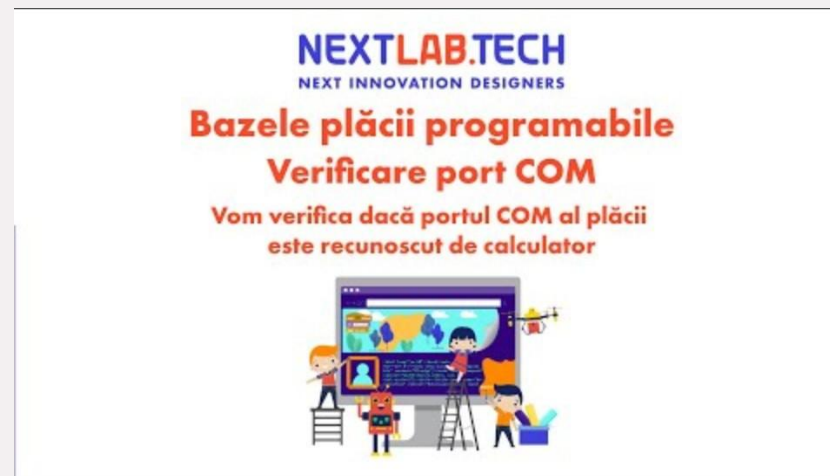 NEXTLAB.TECH
NEXT INNOVATION DESIGNERS
Bazele plăcii programabile
Verificare port COM
Vom verifica dacă portul COM al plăcii
este recunoscut de calculator